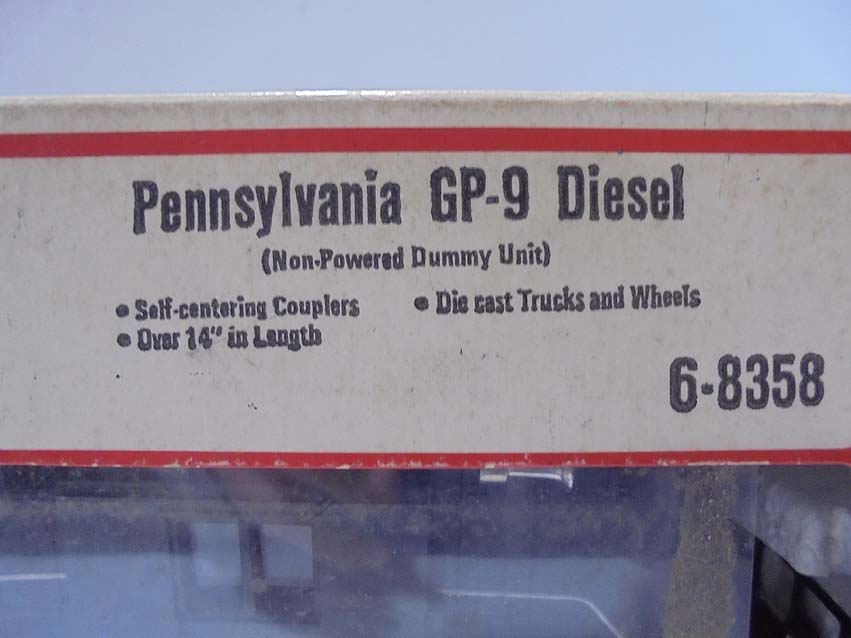 Pennsylvania GP-9 Diesel
(Non-Powered Dummy Unit)
• Self-centering Couplers • Die cast Trucks and Wheels
• Over 14" in Length
6-8358